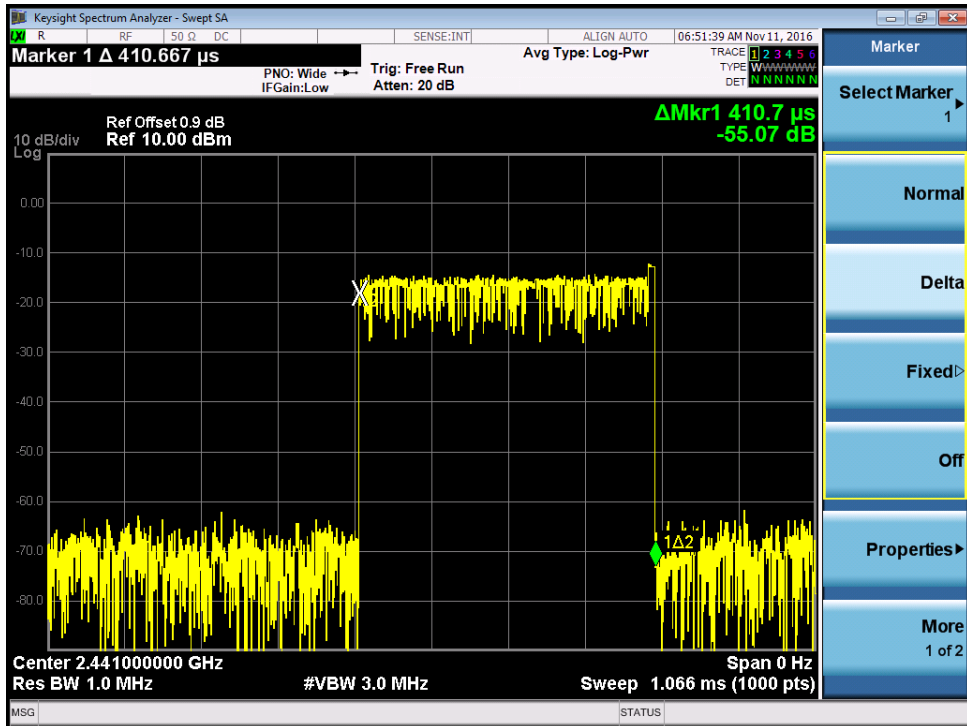 Keysight Spectrum Analyzer - Swept SA
LXI R RF 50 Ω DC SENSE:INT ALIGN AUTO 06:51:39 AM Nov 11, 2016
Marker 1 Δ 410.667 µs
PNO: Wide
IFGain:Low
Trig: Free Run
Atten: 20 dB
Avg Type: Log-Pwr
TRACE 1 2 3 4 5 6
TYPE WWWWWW
DET N N N N N N
ΔMkr1 410.7 µs
-55.07 dB
Ref Offset 0.9 dB
10 dB/div Ref 10.00 dBm
Log
0.00
-10.0
-20.0
-30.0
-40.0
-50.0
-60.0
-70.0
-80.0
X
1Δ2
Center 2.441000000 GHz Span 0 Hz
Res BW 1.0 MHz #VBW 3.0 MHz Sweep 1.066 ms (1000 pts)
MSG STATUS
Marker
Select Marker
1
Normal
Delta
Fixed
Off
Properties
More
1 of 2